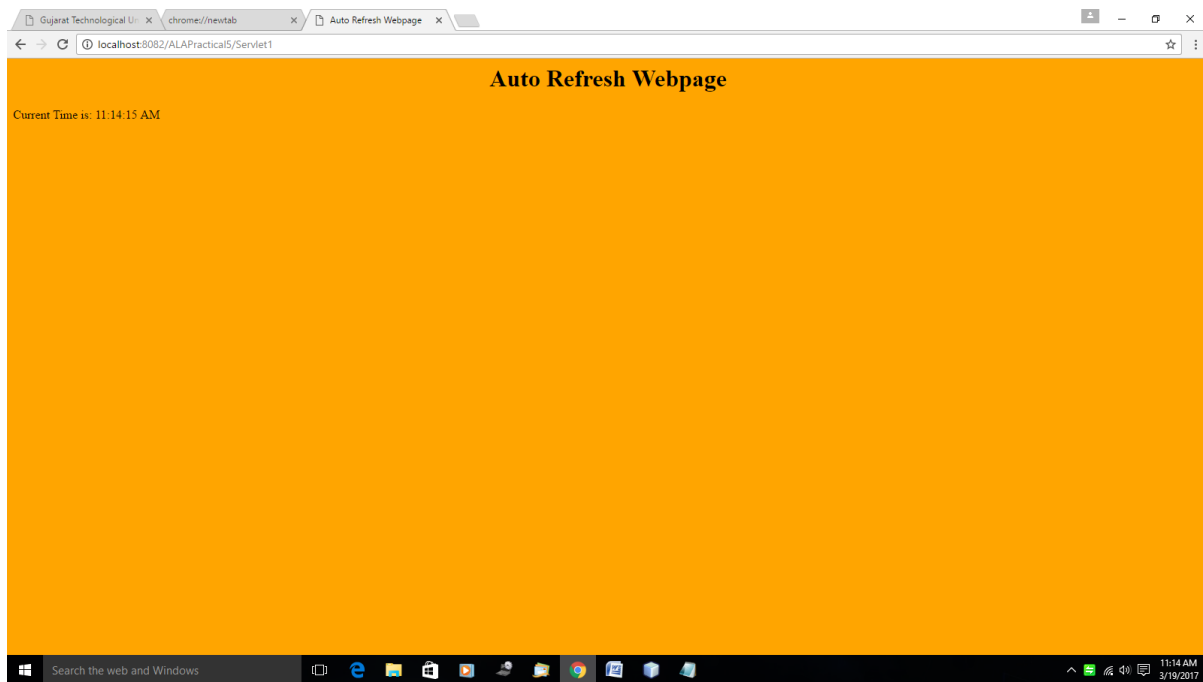 Gujarat Technological Un
chrome://newtab
Auto Refresh Webpage
localhost:8082/ALAPractical5/Servlet1
Auto Refresh Webpage
Current Time is: 11:14:15 AM
Search the web and Windows
11:14 AM
3/19/2017